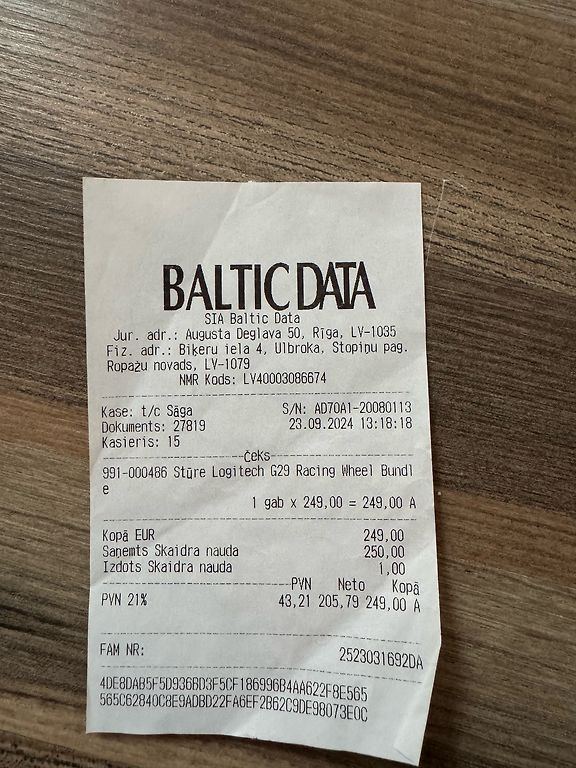 BALTIC DATA
SIA Baltic Data
Jur. adr.: Augusta Deglava 50, Rīga, LV-1035
Fiz. adr.: Biķeru iela 4, Ulbroka, Stopiņu pag.
Ropažu novads, LV-1079
NMR Kods: LV40003086674
Kase: t/c Sāga S/N: AD70A1-20080113
Dokuments: 27819 23.09.2024 13:18:18
Kasieris: 15
čeks
991-000486 Stūre Logitech G29 Racing Wheel Bundl
e
1 gab x 249,00 = 249,00 A
Kopā EUR 249,00
Saņemts Skaidra nauda 250,00
Izdots Skaidra nauda 1,00
PVN Neto Kopā
PVN 21% 43,21 205,79 249,00 A
FAM NR: 2523031692DA
4DE8DAB5F5D936BD3F5CF186996B4AA622F8E565
565C62840C8E9ADBD22FA6EF2B62C9DE98073E0C